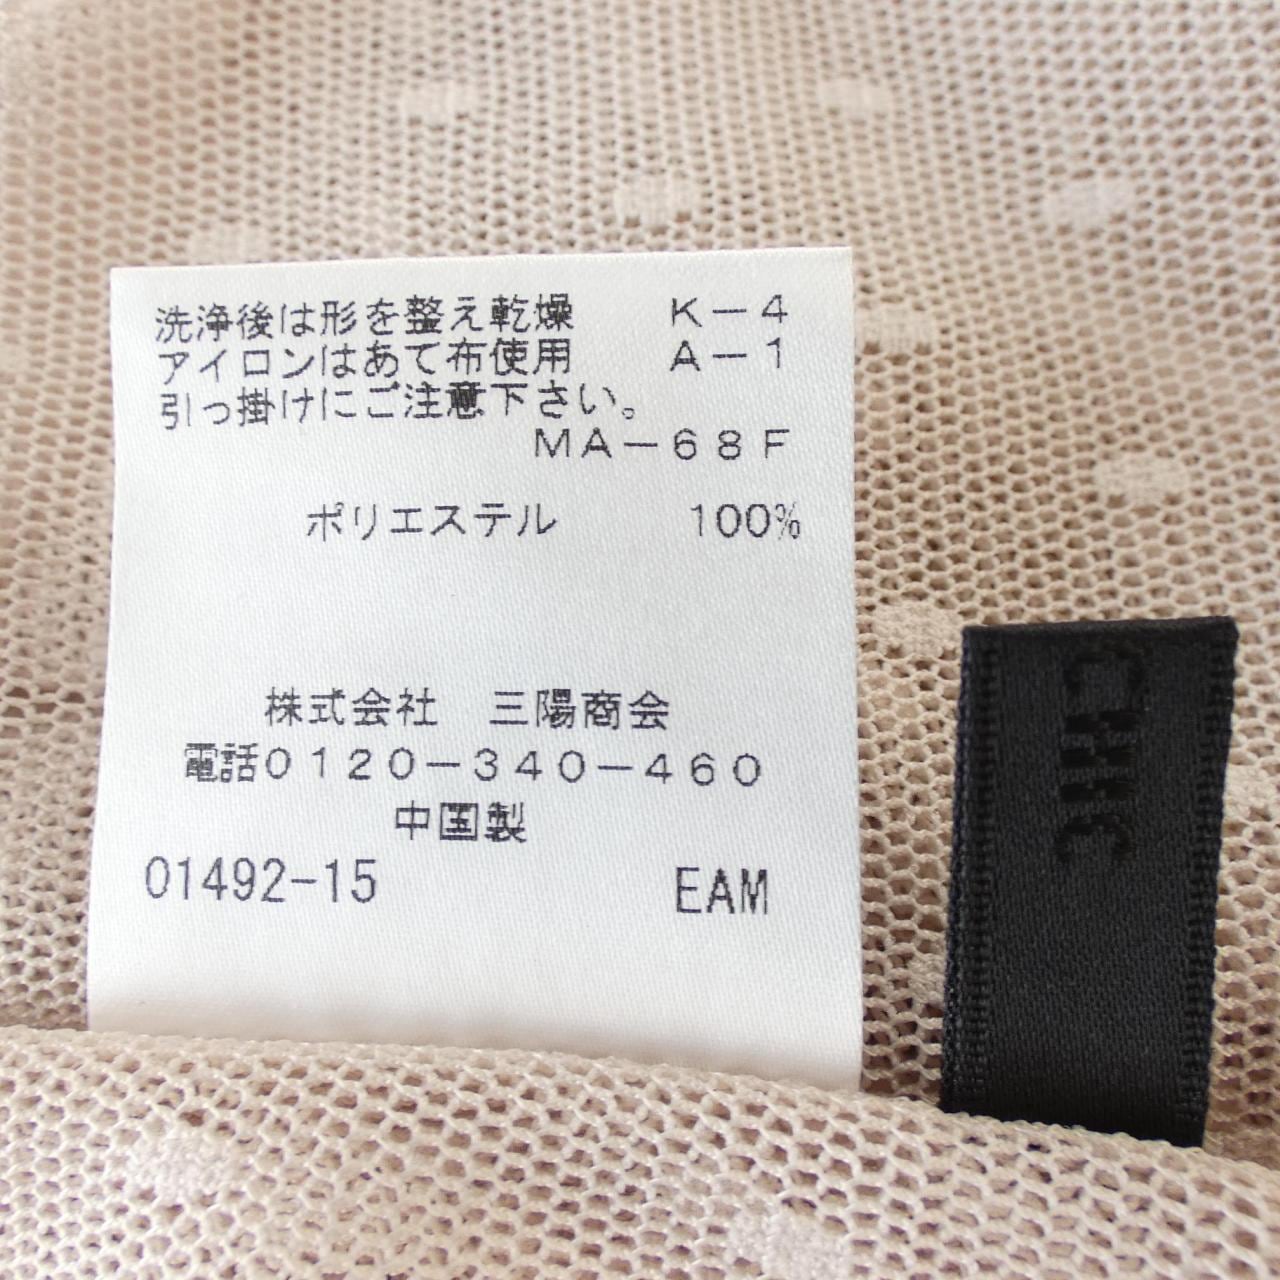 洗浄後は形を整え乾燥 K-4
アイロンはあて布使用 A-1
引っ掛けにご注意下さい。
MA-68F
ポリエステル 100%
株式会社 三陽商会
電話0120-340-460
中国製
01492-15 EAM